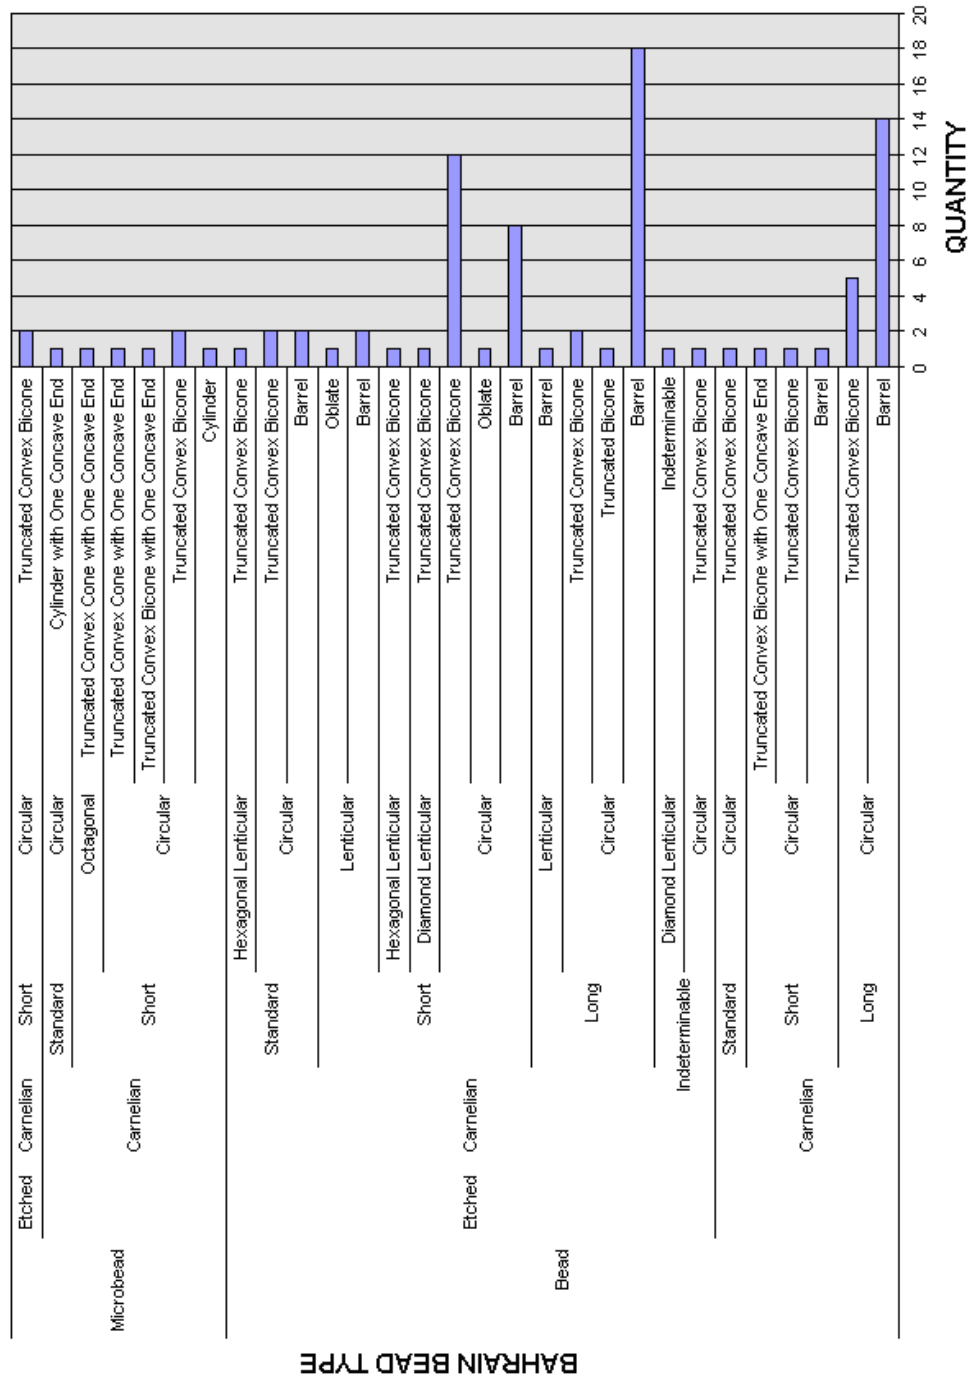 Etched Carnelian Short Circular Truncated Convex Bicone
Standard Circular Cylinder with One Concave End
Octagonal Truncated Convex Cone with One Concave End
Microbead Carnelian Truncated Convex Cone with One Concave End
Short Truncated Convex Bicone with One Concave End
Circular Truncated Convex Bicone
Cylinder
Hexagonal Lenticular Truncated Convex Bicone
Standard Circular Truncated Convex Bicone
Barrel
Oblate
Lenticular Barrel
Hexagonal Lenticular Truncated Convex Bicone
Short Diamond Lenticular Truncated Convex Bicone
Truncated Convex Bicone
Etched Carnelian Circular Oblate
Barrel
Lenticular Barrel
Bead Truncated Convex Bicone
Long Circular Truncated Bicone
Barrel
Diamond Lenticular Indeterminable
Indeterminable Circular Truncated Convex Bicone
Standard Circular Truncated Convex Bicone
Truncated Convex Bicone with One Concave End
Carnelian Short Circular Truncated Convex Bicone
Barrel
Long Circular Truncated Convex Bicone
Barrel
0 2 4 6 8 10 12 14 16 18 20
QUANTITY
BAHRAIN BEAD TYPE